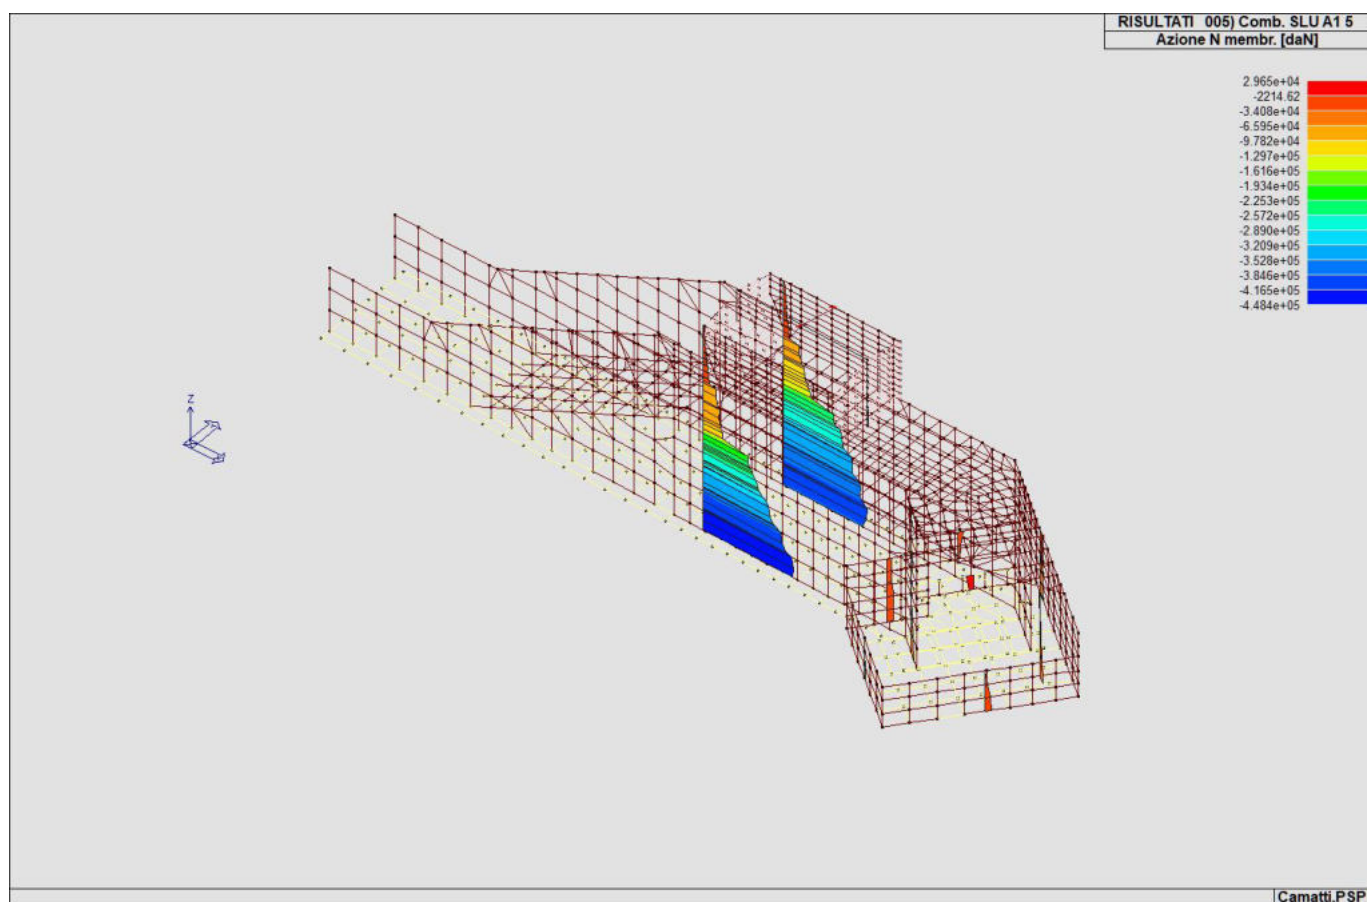 RISULTATI 005) Comb. SLU A1 5
Azione N membr. [daN]
2.965e+04
-2214.62
-3.408e+04
-6.595e+04
-9.782e+04
-1.297e+05
-1.616e+05
-1.934e+05
-2.253e+05
-2.572e+05
-2.890e+05
-3.209e+05
-3.528e+05
-3.846e+05
-4.165e+05
-4.484e+05
Z
Camatti.PSP